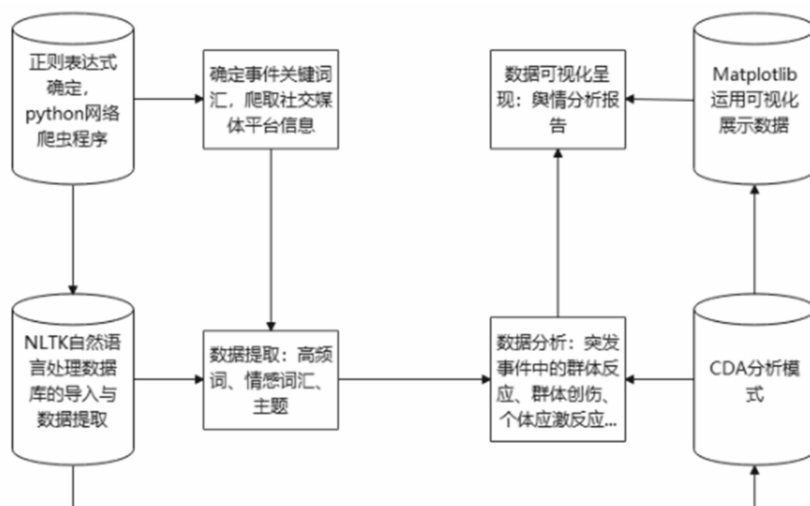 正则表达式
确定，
python网络
爬虫程序
确定事件关键词
汇，爬取社交媒
体平台信息
数据可视化呈
现：舆情分析报
告
Matplotlib
运用可视化
展示数据
NLTK自然语
言处理数据
库的导入与
数据提取
数据提取：高频
词、情感词汇、
主题
数据分析：突发
事件中的群体反
应、群体创伤、
个体应激反应...
CDA分析模
式